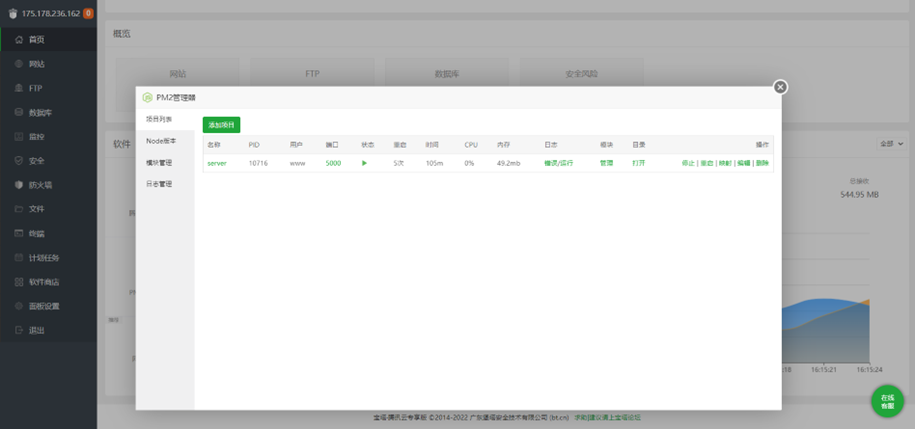 175.178.236.162 0
首页
网站
FTP
数据库
监控
安全
防火墙
文件
终端
计划任务
软件商店
面板设置
退出
概览
网站 FTP 数据库 安全风险
软件
全部
PM2管理器
项目列表
Node版本
模块管理
日志管理
添加项目
名称 PID 用户 端口 状态 重启 时间 CPU 内存 日志 模块 目录 操作
server 10716 www 5000 5次 105m 0% 49.2mb 错误/运行 管理 打开 停止 | 重启 | 映射 | 编辑 | 删除
总接收
544.95 MB
:18 16:15:21 16:15:24
宝塔·腾讯云专享版 ©2014-2022 广东堡塔安全技术有限公司 (bt.cn) 求助|建议请上宝塔论坛
在线
客服